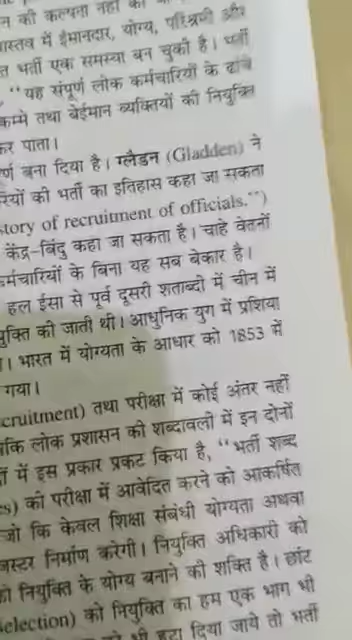 न की कल्पना नहीं की
वास्तव में ईमानदार, योग्य, परिश्रमी और
त भर्ती एक समस्या बन चुकी है। भर्ती
"यह संपूर्ण लोक कर्मचारियों के ढांचे
कम्मे तथा बेईमान व्यक्तियों की नियुक्ति
कर पाता।
र्ण बना दिया है। ग्लैडन (Gladden) ने
रियों की भर्ती का इतिहास कहा जा सकता
story of recruitment of officials.")
केंद्र-बिंदु कहा जा सकता है। चाहे वेतनों
कर्मचारियों के बिना यह सब बेकार है।
हल ईसा से पूर्व दूसरी शताब्दी में चीन में
युक्ति की जाती थी। आधुनिक युग में प्रशिया
। भारत में योग्यता के आधार को 1853 में
गया।
cruitment) तथा परीक्षा में कोई अंतर नहीं
कि लोक प्रशासन की शब्दावली में इन दोनों
ों में इस प्रकार प्रकट किया है, "भर्ती शब्द
es) को परीक्षा में आवेदित करने को आकर्षित
जो कि केवल शिक्षा संबंधी योग्यता अथवा
जस्टर निर्माण करेगी। नियुक्ति अधिकारी को
को नियुक्ति के योग्य बनाने की शक्ति है। छाँट
selection) को नियुक्ति का हम एक भाग भी
भी हटा दिया जाये तो भर्ती